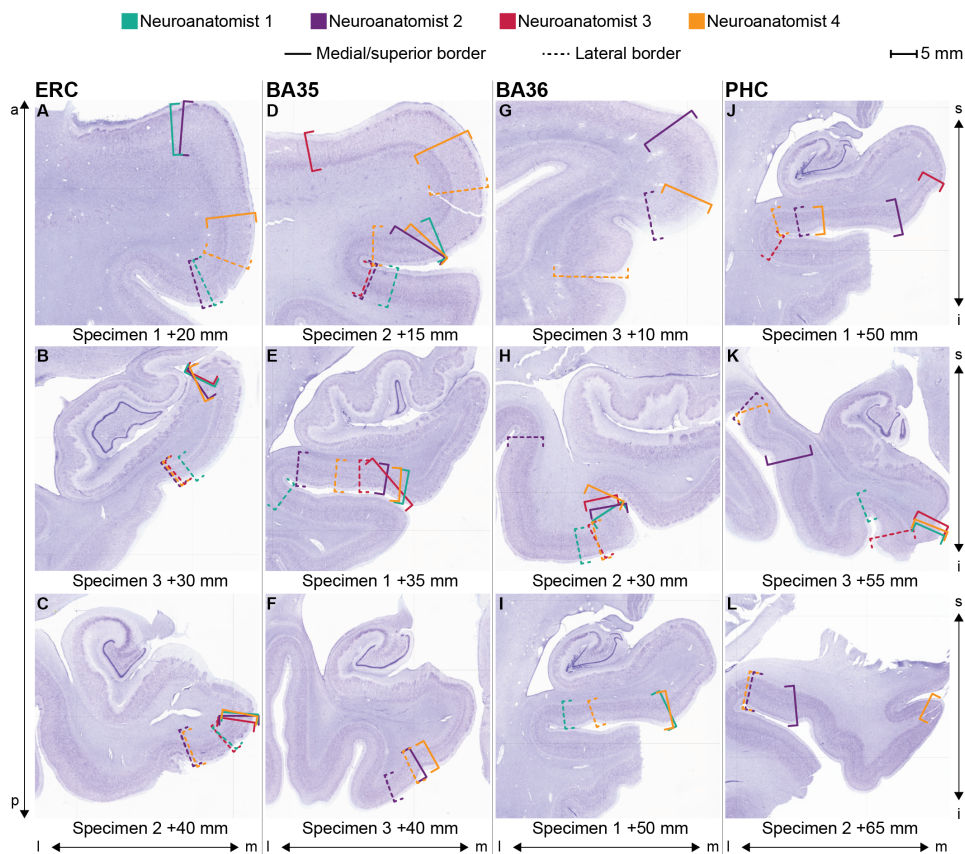 Neuroanatomist 1 Neuroanatomist 2 Neuroanatomist 3 Neuroanatomist 4
Medial/superior border Lateral border 5 mm
ERC BA35 BA36 PHC
a A D G J s
i
Specimen 1 +20 mm Specimen 2 +15 mm Specimen 3 +10 mm Specimen 1 +50 mm
B E H K s
i
Specimen 3 +30 mm Specimen 1 +35 mm Specimen 2 +30 mm Specimen 3 +55 mm
C F I L s
p i
Specimen 2 +40 mm Specimen 3 +40 mm Specimen 1 +50 mm Specimen 2 +65 mm
l m l m l m l m